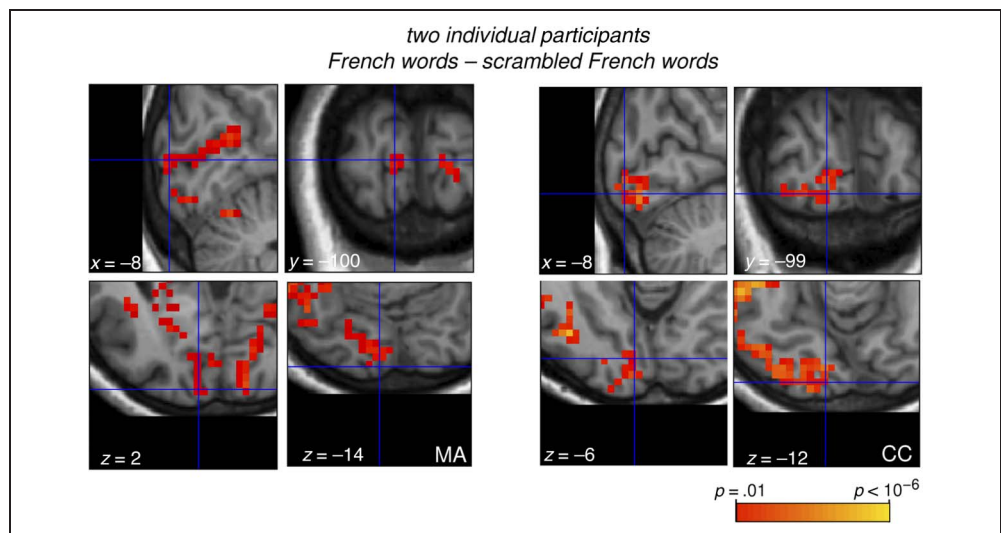 two individual participants
French words – scrambled French words
x = –8
y = –100
x = –8
y = –99
z = 2
z = –14
MA
z = –6
z = –12
CC
p = .01
p < 10⁻⁶